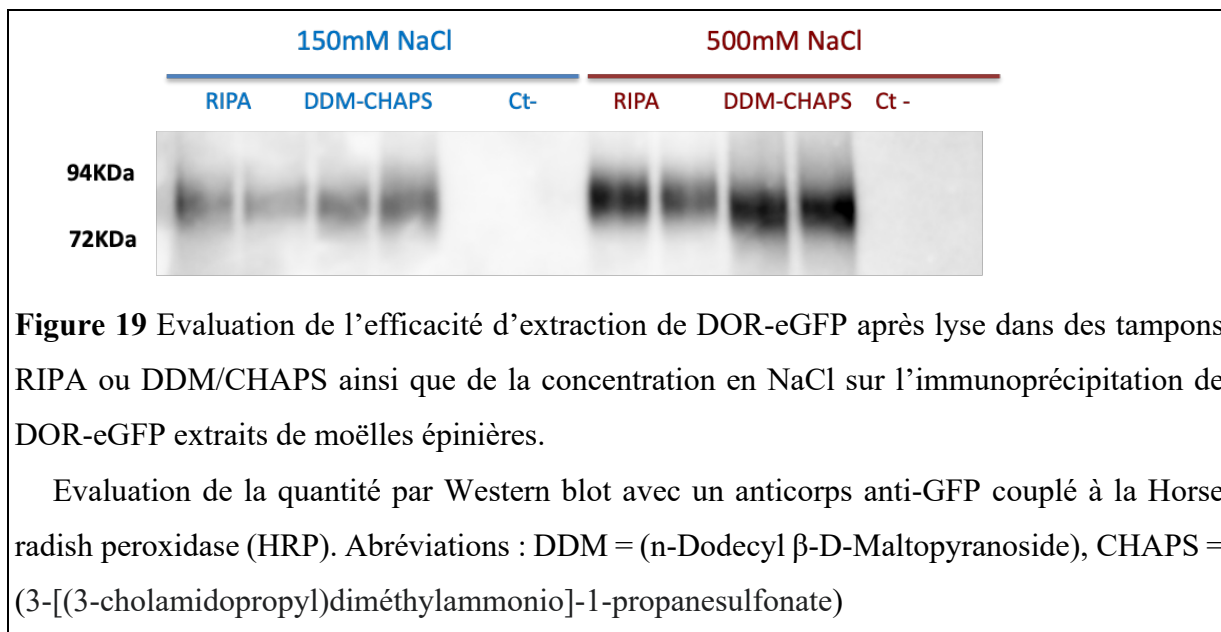 150mM NaCl 500mM NaCl
RIPA DDM-CHAPS Ct- RIPA DDM-CHAPS Ct -
94KDa
72KDa
Figure 19 Evaluation de l’efficacité d’extraction de DOR-eGFP après lyse dans des tampons
RIPA ou DDM/CHAPS ainsi que de la concentration en NaCl sur l’immunoprécipitation de
DOR-eGFP extraits de moëlles épinières.
Evaluation de la quantité par Western blot avec un anticorps anti-GFP couplé à la Horse
radish peroxidase (HRP). Abréviations : DDM = (n-Dodecyl β-D-Maltopyranoside), CHAPS =
(3-[(3-cholamidopropyl)diméthylammonio]-1-propanesulfonate)